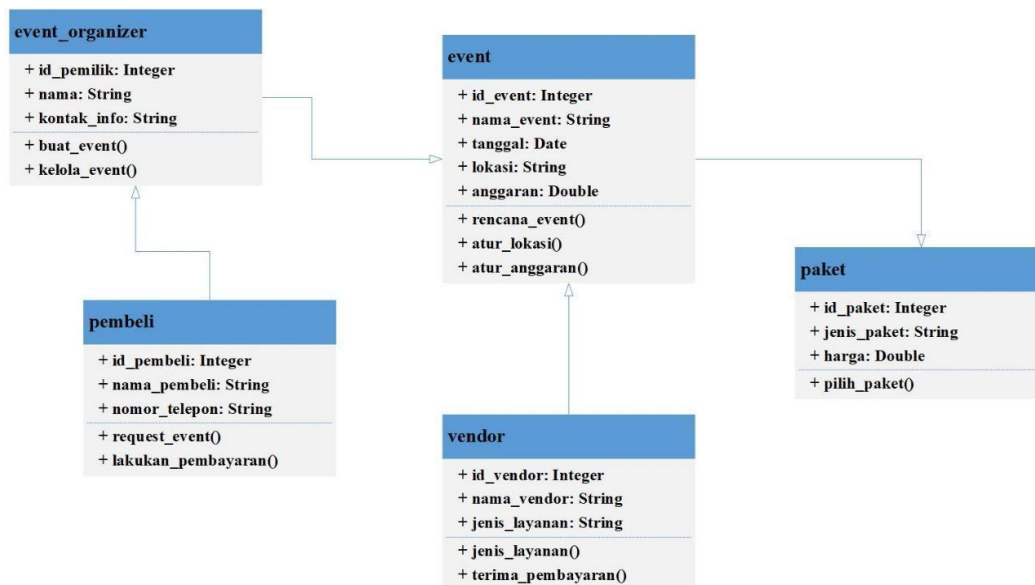 event_organizer
+ id_pemilik: Integer
+ nama: String
+ kontak_info: String
+ buat_event()
+ kelola_event()
event
+ id_event: Integer
+ nama_event: String
+ tanggal: Date
+ lokasi: String
+ anggaran: Double
+ rencana_event()
+ atur_lokasi()
+ atur_anggaran()
paket
+ id_paket: Integer
+ jenis_paket: String
+ harga: Double
+ pilih_paket()
pembeli
+ id_pembeli: Integer
+ nama_pembeli: String
+ nomor_telepon: String
+ request_event()
+ lakukan_pembayaran()
vendor
+ id_vendor: Integer
+ nama_vendor: String
+ jenis_layanan: String
+ jenis_layanan()
+ terima_pembayaran()